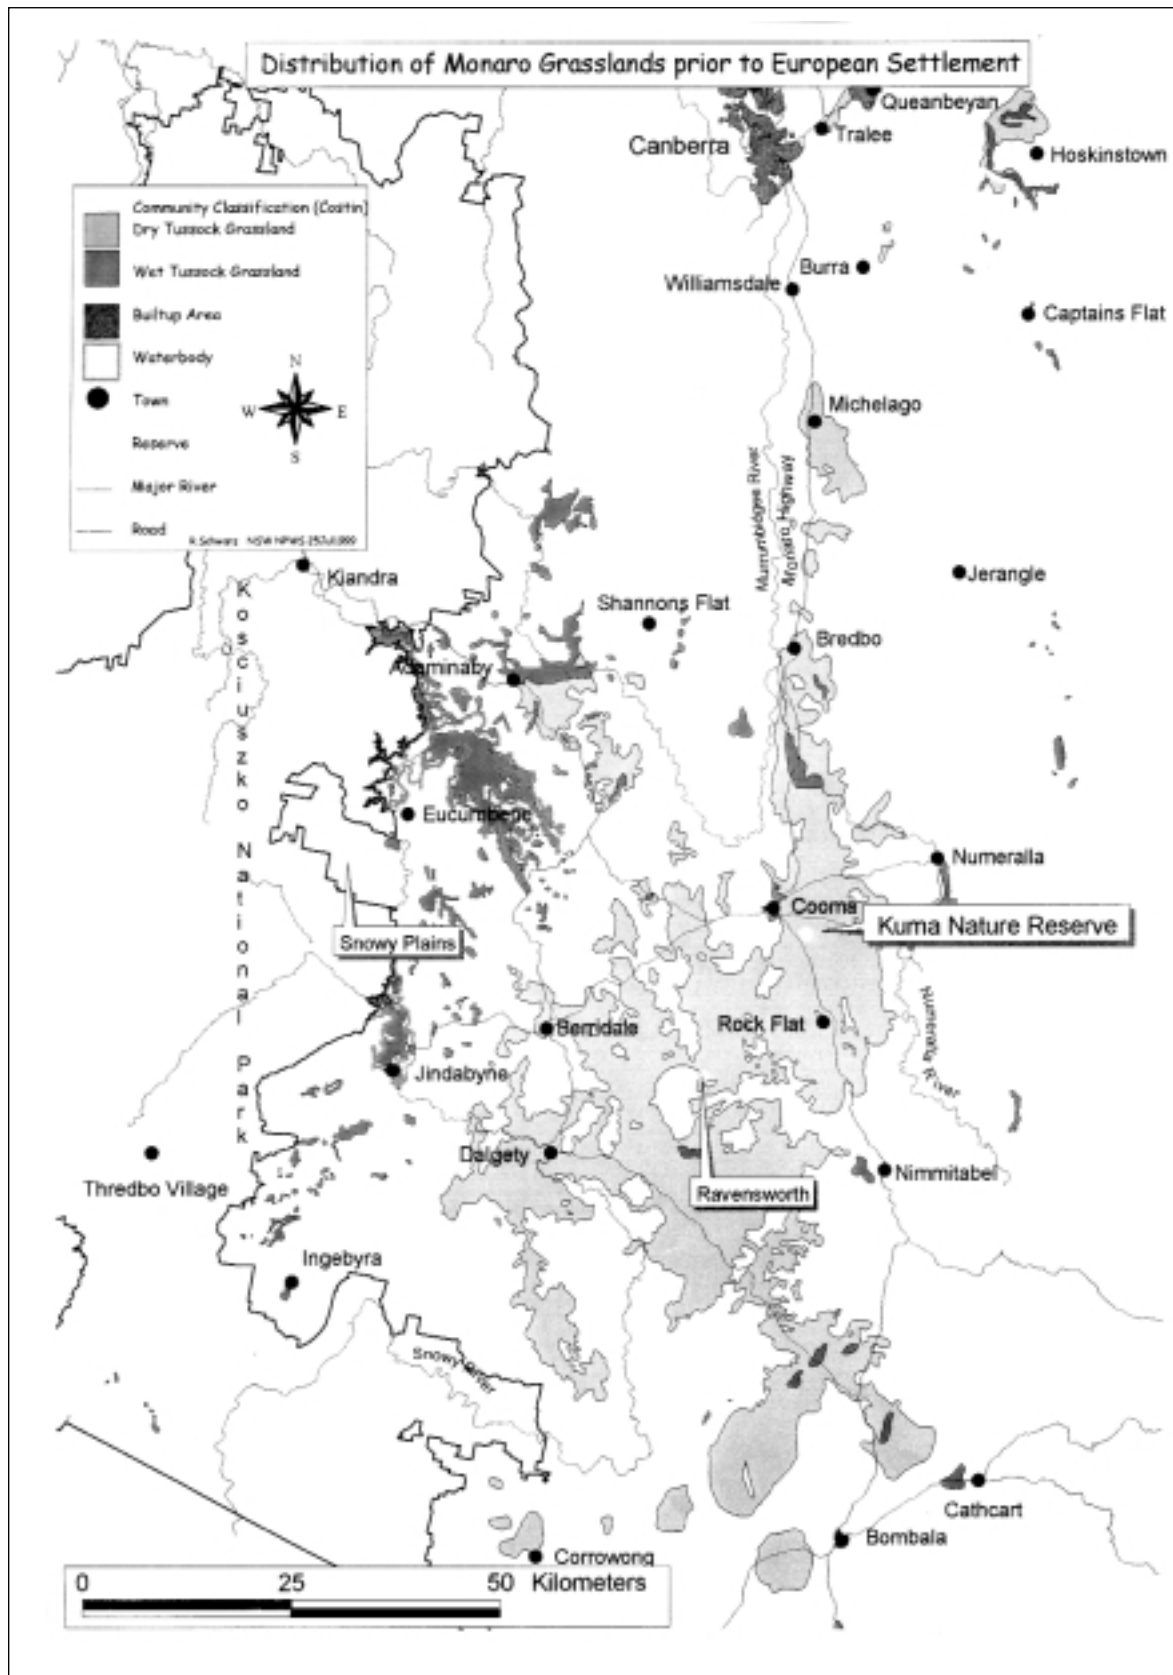 Distribution of Monaro Grasslands prior to European Settlement
Queanbeyan
Canberra
Tralee
Hoskinstown
Community Classification (Costin)
Dry Tussock Grassland
Wet Tussock Grassland
Builtup Area
Waterbody
Town
Reserve
Major River
Road
N
W
E
S
R Schwarz NSW NPWS
Burra
Williamsdale
Captains Flat
Michelago
Murrumbidgee River
Monaro Highway
Kiandra
Jerangle
Shannons Flat
Bredbo
Adaminaby
Kosciuszko National Park
Eucumbene
Numeralla
Cooma
Kuma Nature Reserve
Snowy Plains
Numeralla River
Berridale
Rock Flat
Jindabyne
Dalgety
Nimmitabel
Thredbo Village
Ravensworth
Ingebyra
Snowy River
Cathcart
Bombala
Corrowong
0 25 50 Kilometers